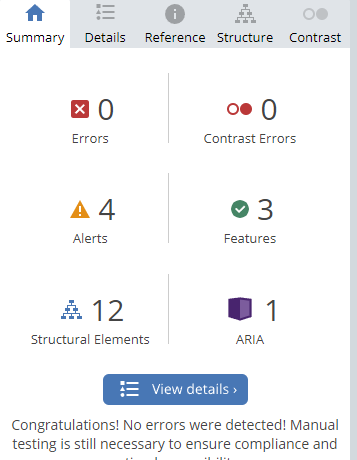 Summary Details Reference Structure Contrast
0 0
Errors Contrast Errors
4 3
Alerts Features
12 1
Structural Elements ARIA
View details ›
Congratulations! No errors were detected! Manual
testing is still necessary to ensure compliance and